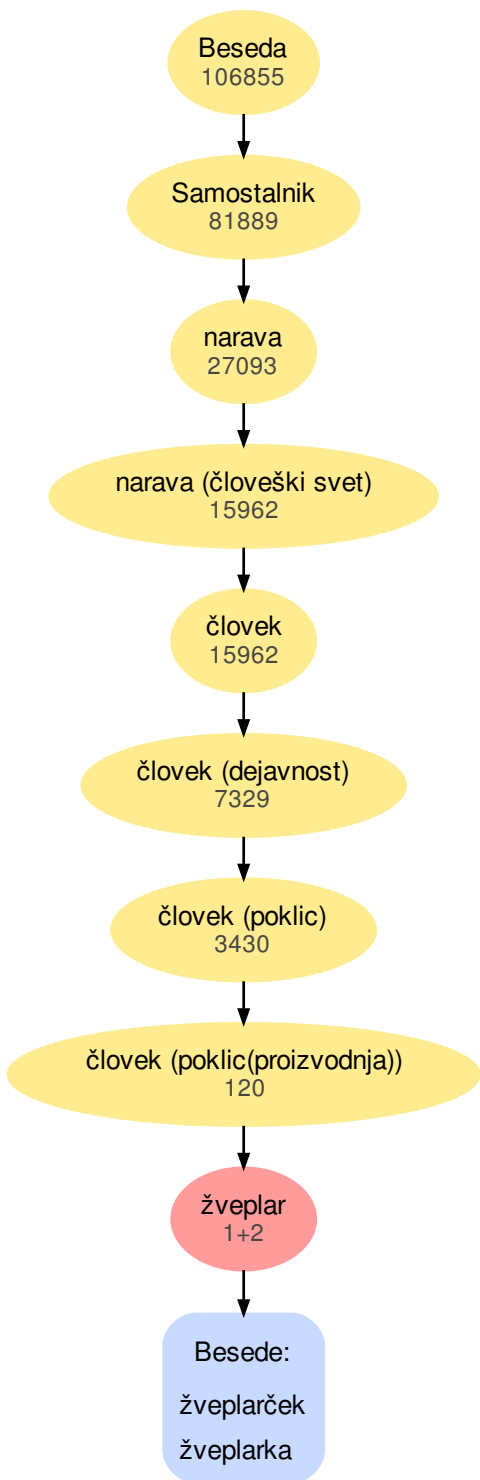 Beseda
106855
Samostalnik
81889
narava
27093
narava (človeški svet)
15962
človek
15962
človek (dejavnost)
7329
človek (poklic)
3430
človek (poklic(proizvodnja))
120
žveplar
1+2
Besede:
žveplarček
žveplarka